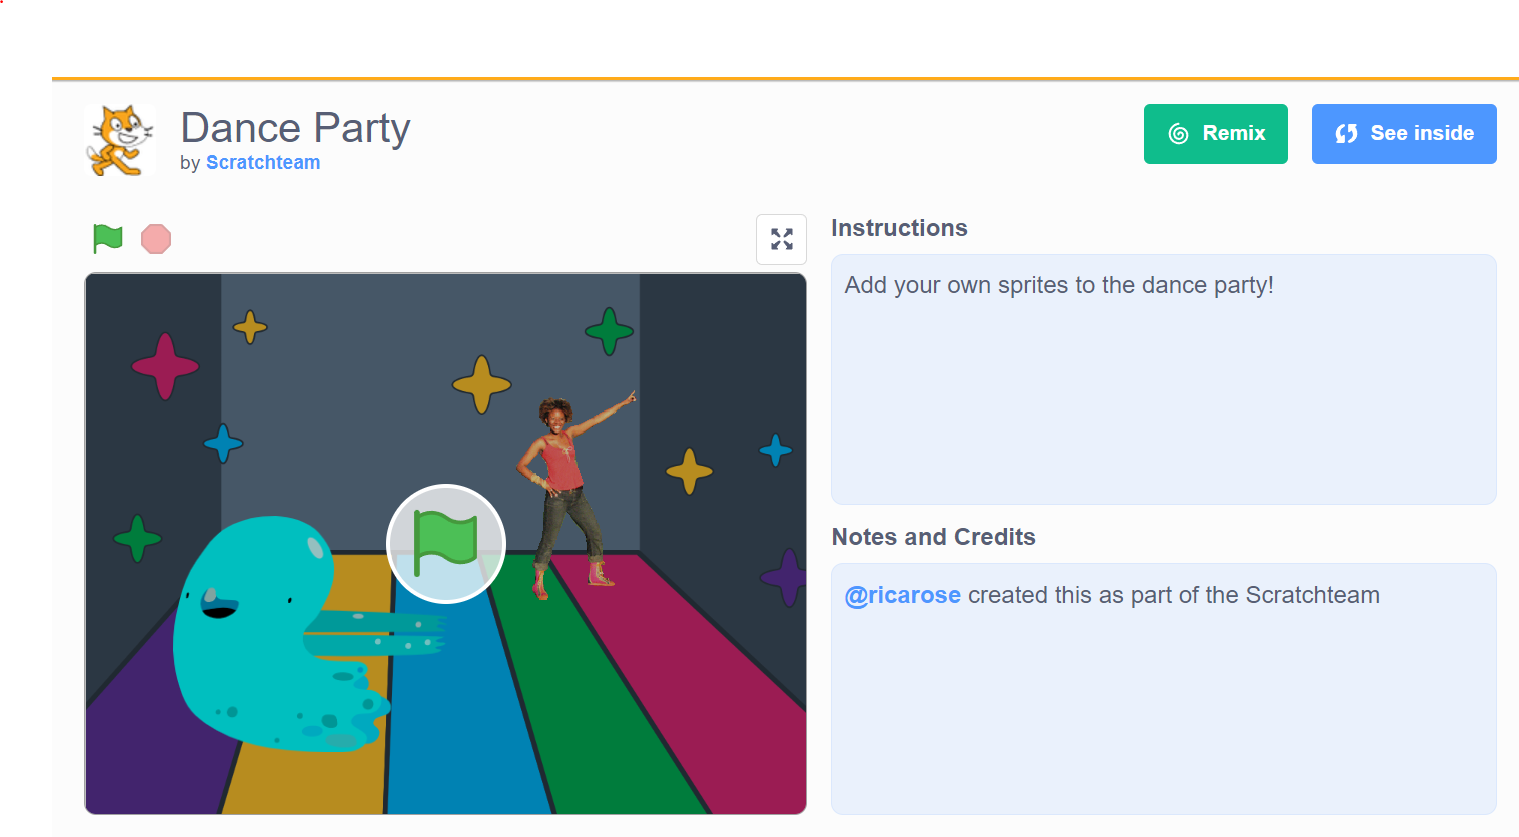 Dance Party
by Scratchteam
Remix
See inside
Instructions
Add your own sprites to the dance party!
Notes and Credits
@ricarose created this as part of the Scratchteam